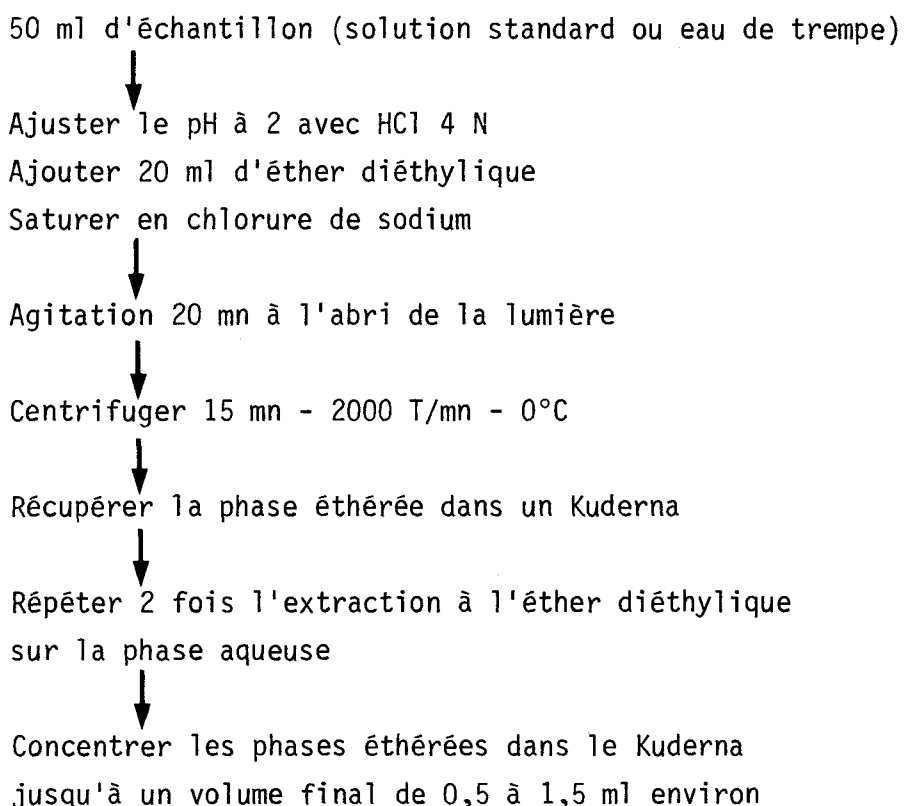 50 ml d'échantillon (solution standard ou eau de trempe)
Ajuster le pH à 2 avec HCl 4 N
Ajouter 20 ml d'éther diéthylique
Saturer en chlorure de sodium
Agitation 20 mn à l'abri de la lumière
Centrifuger 15 mn - 2000 T/mn - 0°C
Récupérer la phase éthérée dans un Kuderna
Répéter 2 fois l'extraction à l'éther diéthylique
sur la phase aqueuse
Concentrer les phases éthérées dans le Kuderna
jusqu'à un volume final de 0,5 à 1,5 ml environ